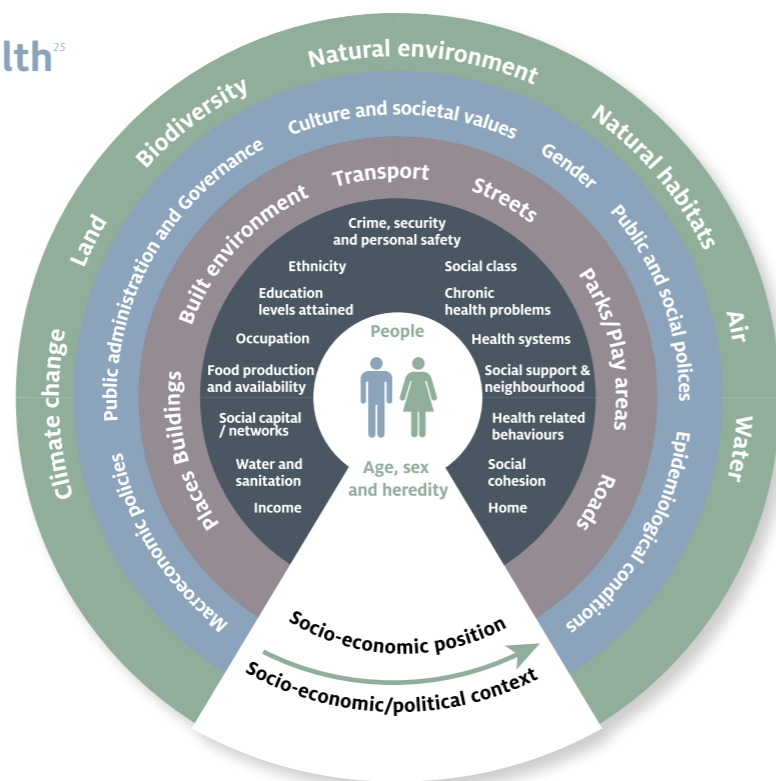 lth25
Natural environment
Biodiversity
Natural habitats
Land
Air
Climate change
Water
Culture and societal values
Public administration and Governance
Gender
Public and social polices
Macroeconomic policies
Epidemiological conditions
Transport
Built environment
Streets
Parks/Play areas
Places Buildings
Roads
Crime, security
and personal safety
Ethnicity
Social class
Education
levels attained
Chronic
health problems
Occupation
Health systems
Food production
and availability
Social support &
neighbourhood
Social capital
/ networks
Health related
behaviours
Water and
sanitation
Social
cohesion
Income
Home
People
Age, sex
and heredity
Socio-economic position
Socio-economic/political context